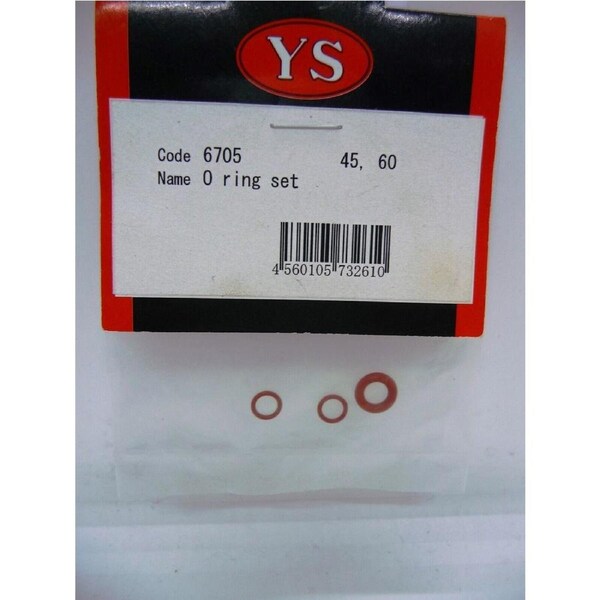 YS
Code 6705 45, 60
Name O ring set
4 560105 732610